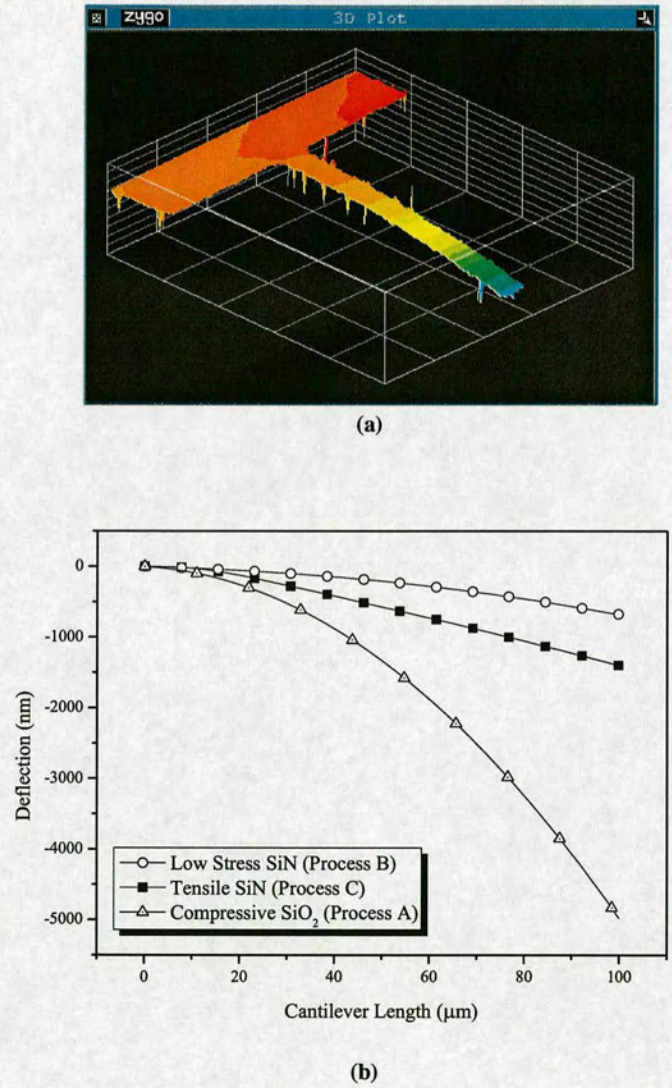 zygo
3D Plot
(a)
0
-1000
-2000
-3000
-4000
-5000
Deflection (nm)
Low Stress SiN (Process B)
Tensile SiN (Process C)
Compressive SiO₂ (Process A)
0 20 40 60 80 100
Cantilever Length (μm)
(b)